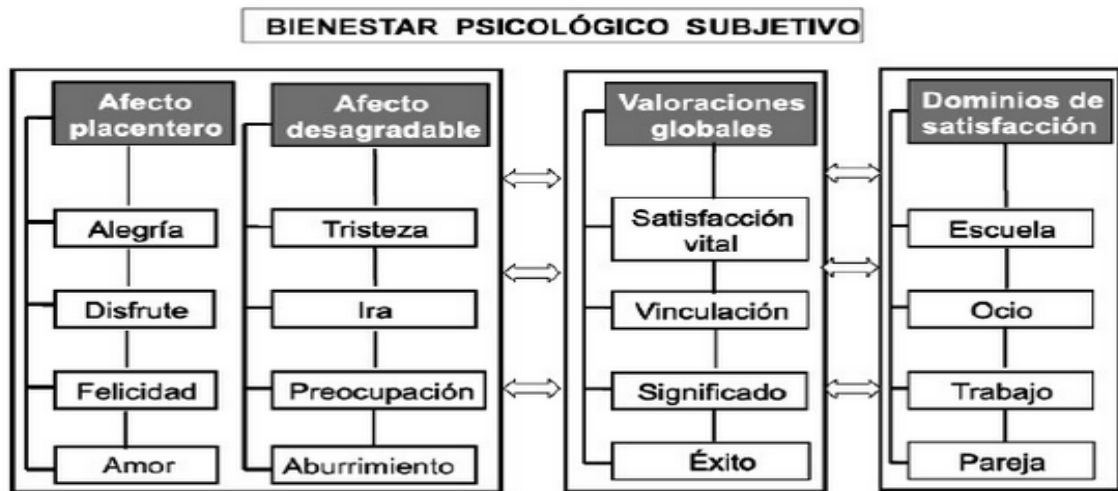 BIENESTAR PSICOLÓGICO SUBJETIVO
Afecto
placentero
Alegría
Disfrute
Felicidad
Amor
Afecto
desagradable
Tristeza
Ira
Preocupación
Aburrimiento
Valoraciones
globales
Satisfacción
vital
Vinculación
Significado
Éxito
Dominios de
satisfacción
Escuela
Ocio
Trabajo
Pareja